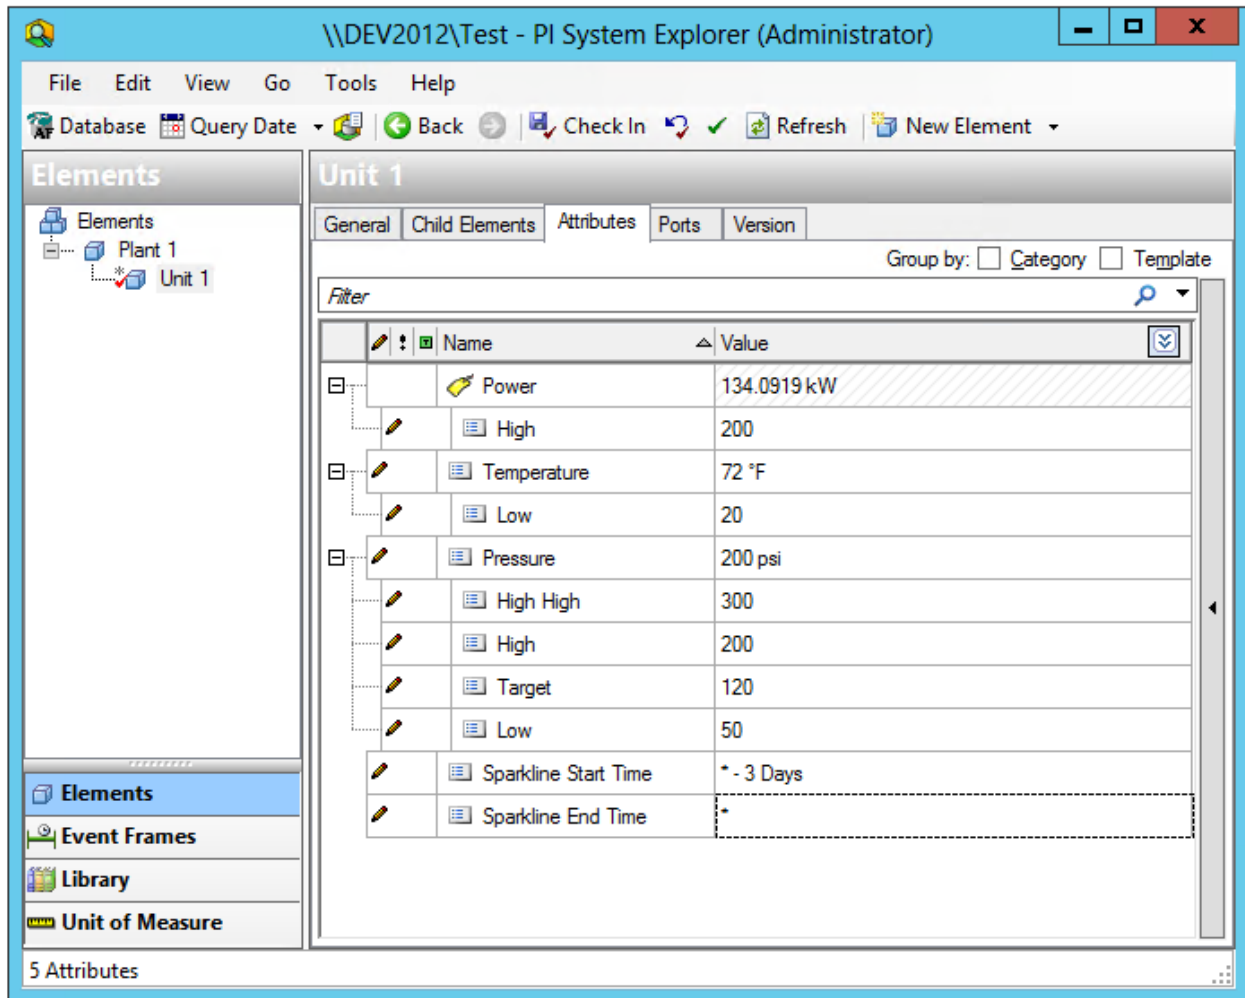 \\DEV2012\Test - PI System Explorer (Administrator)
File Edit View Go Tools Help
Database Query Date Back Check In Refresh New Element
Elements
Elements
Plant 1
Unit 1
Elements
Event Frames
Library
Unit of Measure
Unit 1
General Child Elements Attributes Ports Version
Group by: Category Template
Filter
Name Value
Power 134.0919 kW
High 200
Temperature 72 °F
Low 20
Pressure 200 psi
High High 300
High 200
Target 120
Low 50
Sparkline Start Time * - 3 Days
Sparkline End Time *
5 Attributes